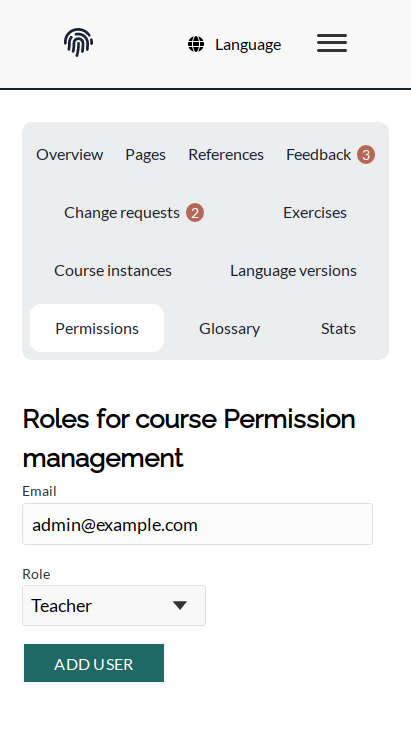 Language
Overview Pages References Feedback 3
Change requests 2 Exercises
Course instances Language versions
Permissions Glossary Stats
Roles for course Permission
management
Email
admin@example.com
Role
Teacher
ADD USER